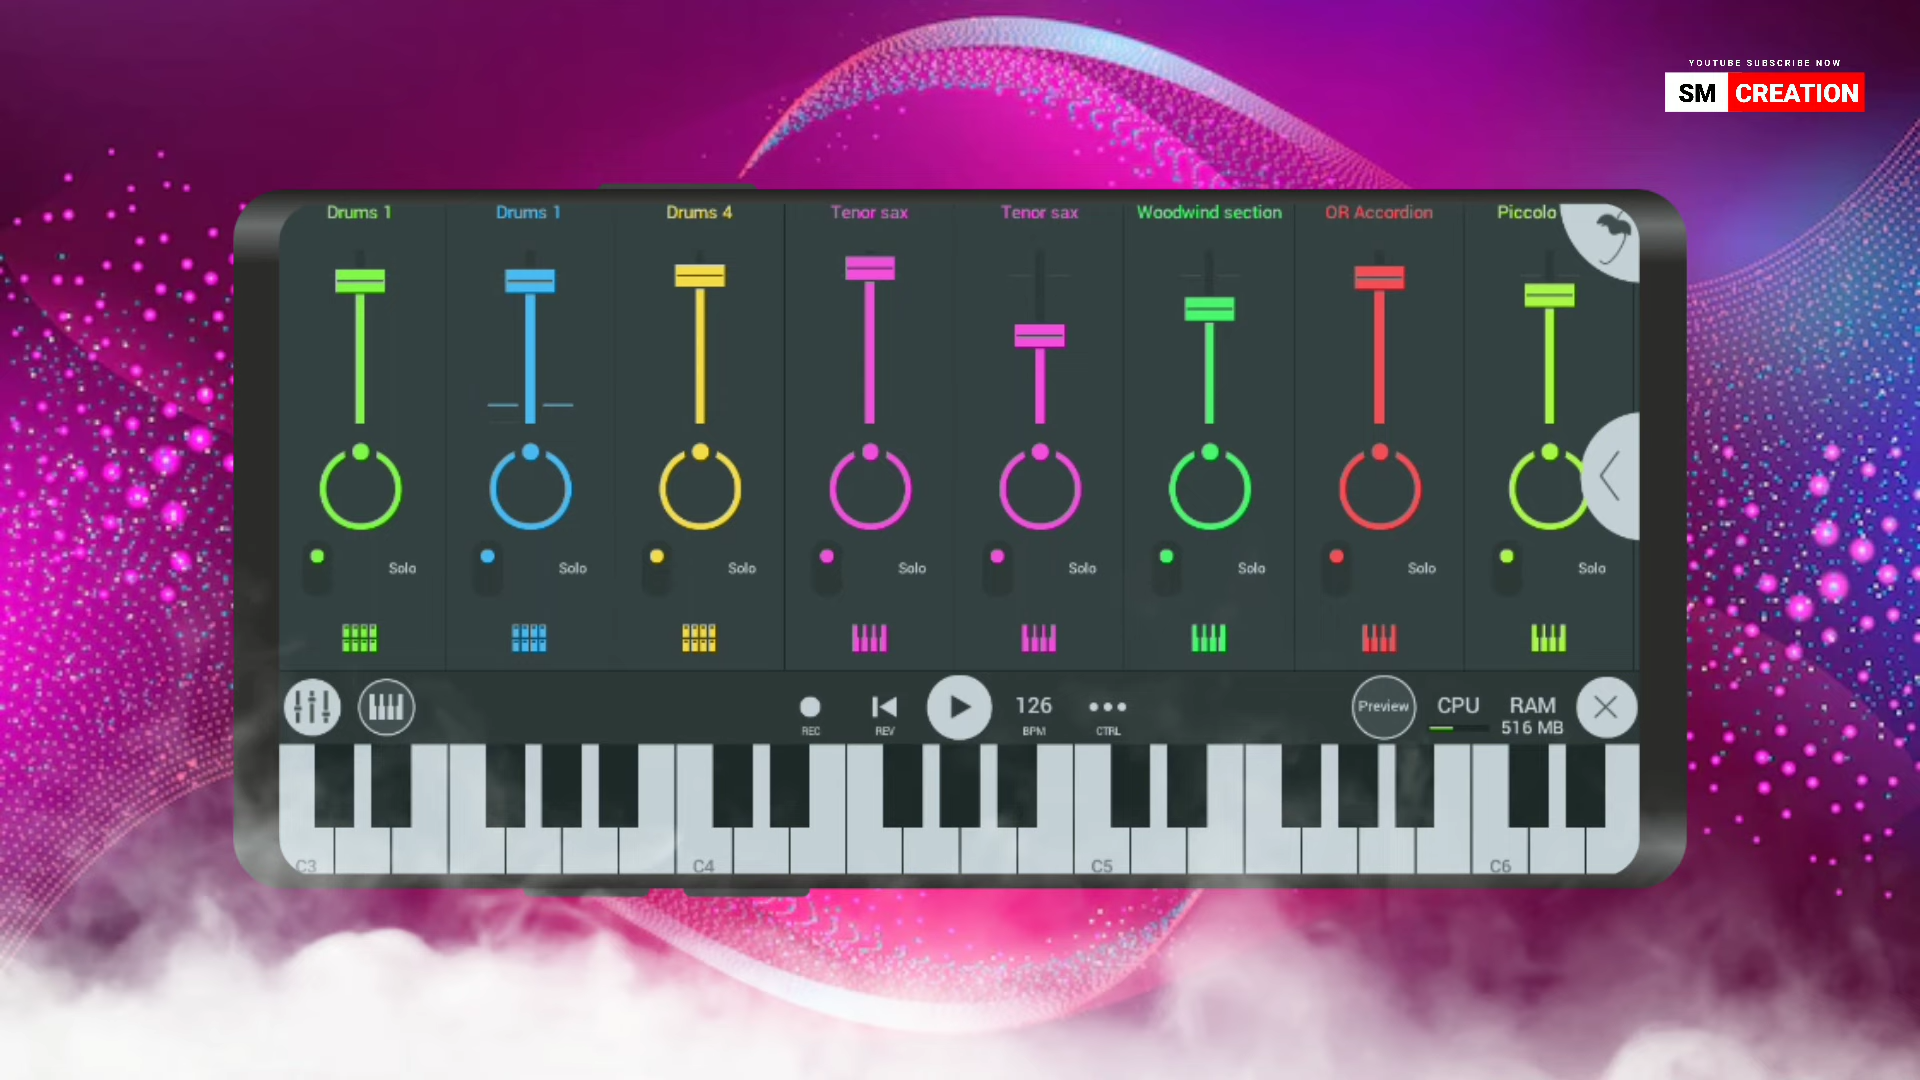 YOUTUBE SUBSCRIBE NOW
SM CREATION
Drums 1
Drums 1
Drums 4
Tenor sax
Tenor sax
Woodwind section
OR Accordion
Piccolo
Solo
Solo
Solo
Solo
Solo
Solo
Solo
Solo
REC
REV
126
BPM
CTRL
Preview
CPU
RAM
516 MB
C3
C4
C5
C6